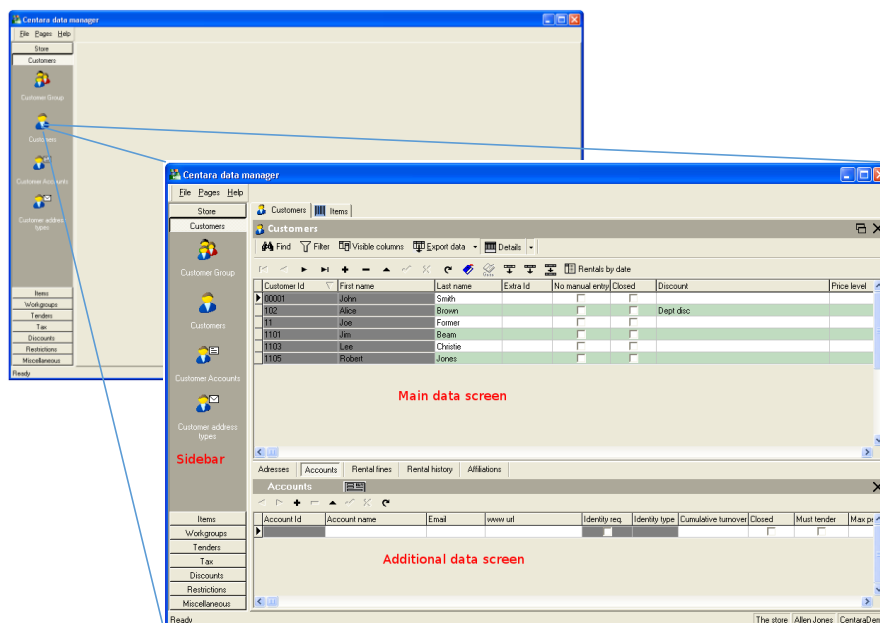 Centara data manager
File Pages Help
Store
Customers
Customer Group
Customers
Customer Accounts
Customer address
types
Items
Workgroups
Tenders
Tax
Discounts
Restrictions
Miscellaneous
Ready
Centara data manager
File Pages Help
Store
Customers
Customer Group
Customers
Customer Accounts
Customer address
types
Sidebar
Items
Workgroups
Tenders
Tax
Discounts
Restrictions
Miscellaneous
Customers Items
Customers
Find Filter Visible columns Export data Details
Rentals by date
Customer Id First name Last name Extra Id No manual entry Closed Discount Price level
00001 John Smith
102 Alice Brown Dept disc
11 Joe Former
1101 Jim Beam
1103 Lee Christie
1105 Robert Jones
Main data screen
Adresses Accounts Rental fines Rental history Affiliations
Accounts
Account Id Account name Email www url Identity req. Identity type Cumulative turnover Closed Must tender Max pe
Additional data screen
Ready The store Allen Jones CentaraDem